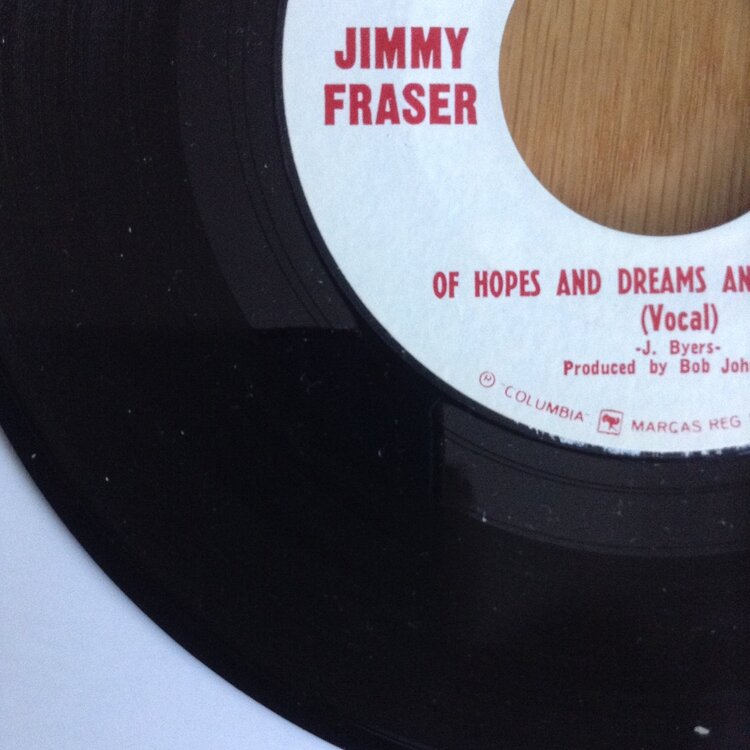 JIMMY
FRASER
OF HOPES AND DREAMS AN
(Vocal)
-J. Byers-
Produced by Bob Joh
Ⓟ "COLUMBIA" MARCAS REG